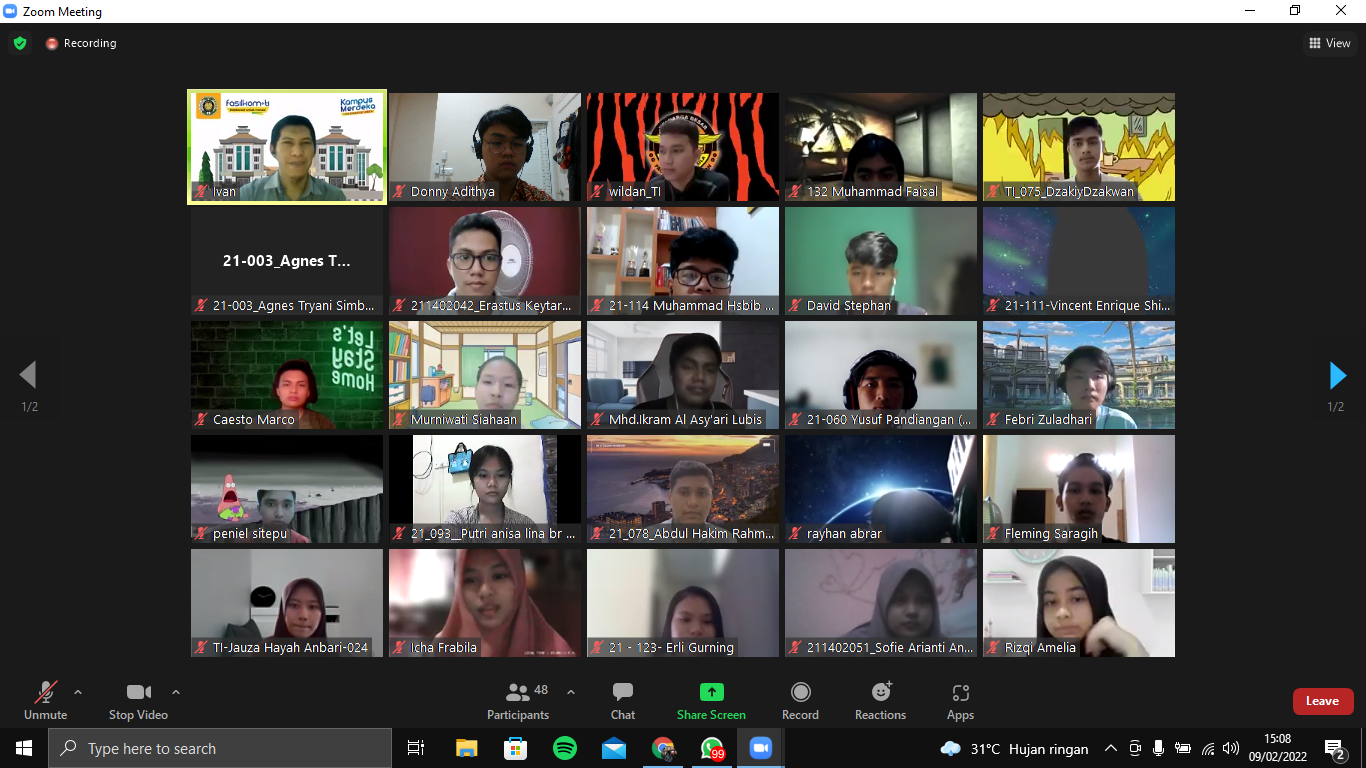 Zoom Meeting
Recording
View
fasilkom-ti
Kampus
Merdeka
Ivan
Donny Adithya
wildan_TI
132 Muhammad Faisal
TI_075_DzakiyDzakwan
21-003_Agnes T...
21-003_Agnes Tryani Simb...
211402042_Erastus Keytar...
21-114 Muhammad Hsbib ...
David Stephan
21-111-Vincent Enrique Shi...
Let's
Stay
Home
Caesto Marco
Murniwati Siahaan
Mhd.Ikram Al Asy'ari Lubis
21-060 Yusuf Pandiangan (...
Febri Zuladhari
peniel sitepu
21_093__Putri anisa lina br ...
21_078_Abdul Hakim Rahm...
rayhan abrar
Fleming Saragih
TI-Jauza Hayah Anbari-024
Icha Frabila
21 - 123- Erli Gurning
211402051_Sofie Arianti An...
Rizqi Amelia
1/2
1/2
Unmute
Stop Video
Participants
48
Chat
Share Screen
Record
Reactions
Apps
Leave
Type here to search
99
31°C Hujan ringan
15:08
09/02/2022
2